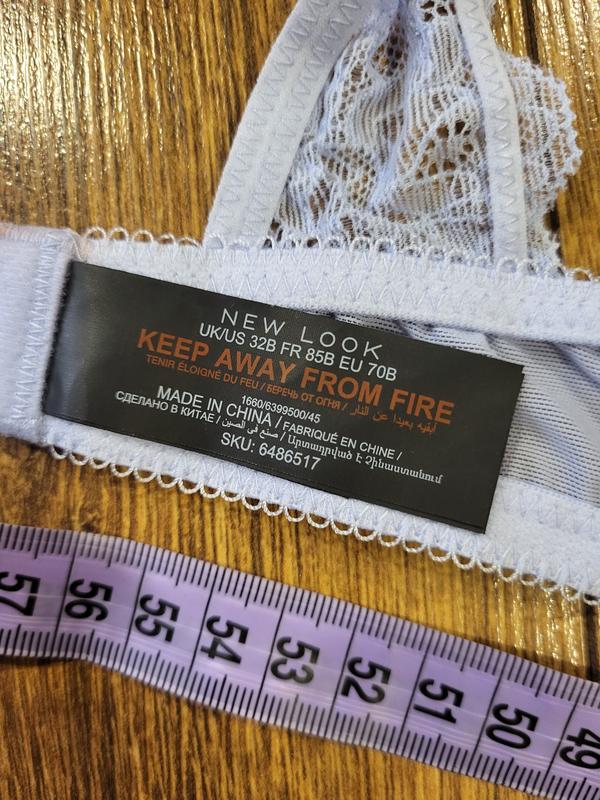 NEW LOOK
UK/US 32B FR 85B EU 70B
KEEP AWAY FROM FIRE
TENIR ÉLOIGNÉ DU FEU / БЕРЕЧЬ ОТ ОГНЯ / أبقيه بعيدا عن النار
1660/6399500/45
MADE IN CHINA / FABRIQUÉ EN CHINE /
СДЕЛАНО В КИТАЕ / صنع في الصين / Արտադրված է Չինաստանում
SKU: 6486517
57 56 55 54 53 52 51 50 49